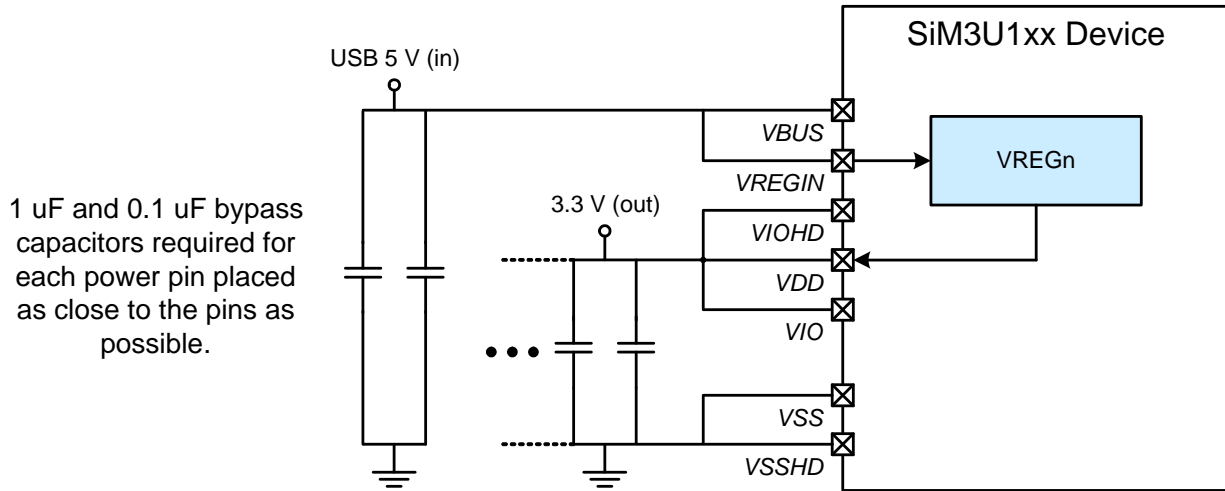 SiM3U1xx Device
USB 5 V (in)
VBUS
VREGn
VREGIN
1 uF and 0.1 uF bypass
capacitors required for
each power pin placed
as close to the pins as
possible.
3.3 V (out)
VIOHD
VDD
VIO
VSS
VSSHD